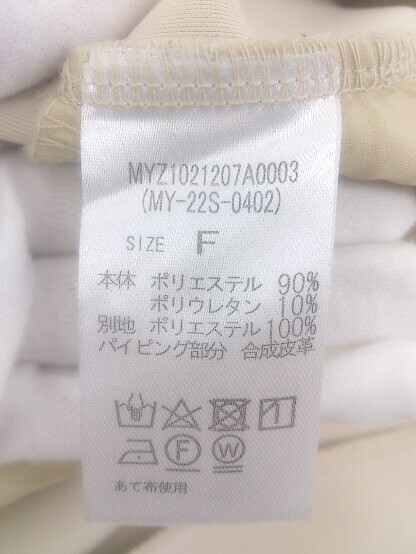 MYZ1021207A0003
(MY-22S-0402)
SIZE F
本体 ポリエステル 90%
ポリウレタン 10%
別地 ポリエステル 100%
パイピング部分 合成皮革
F W
あて布使用